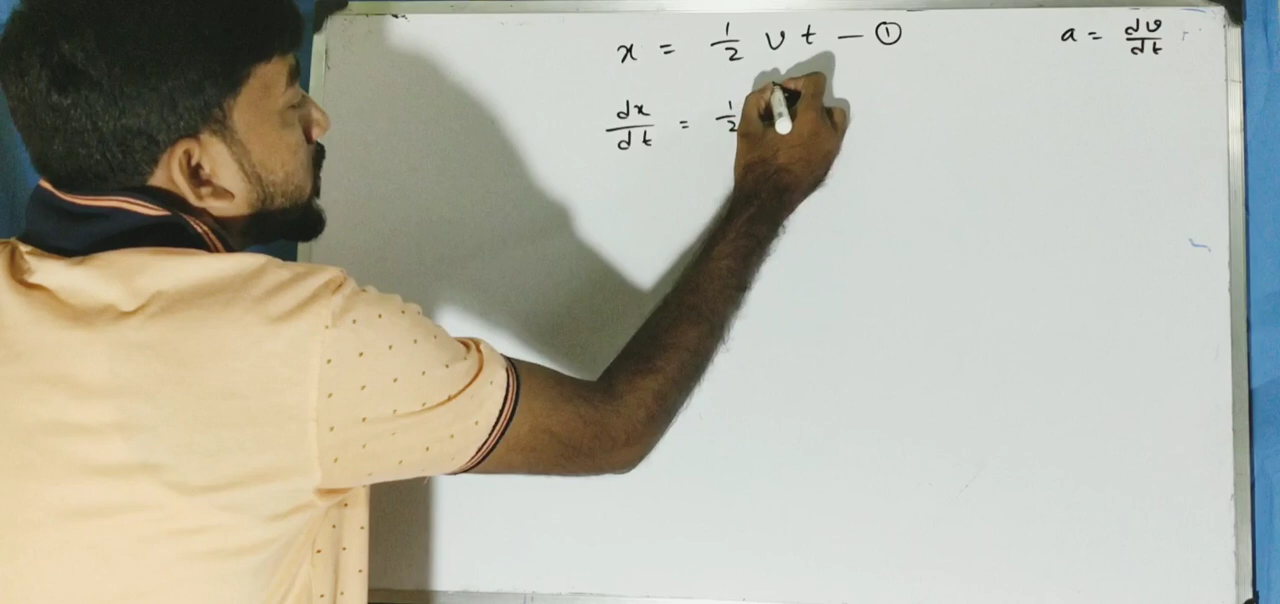 x = 1/2 v t — ①
a = dv/dt
dx/dt = 1/2